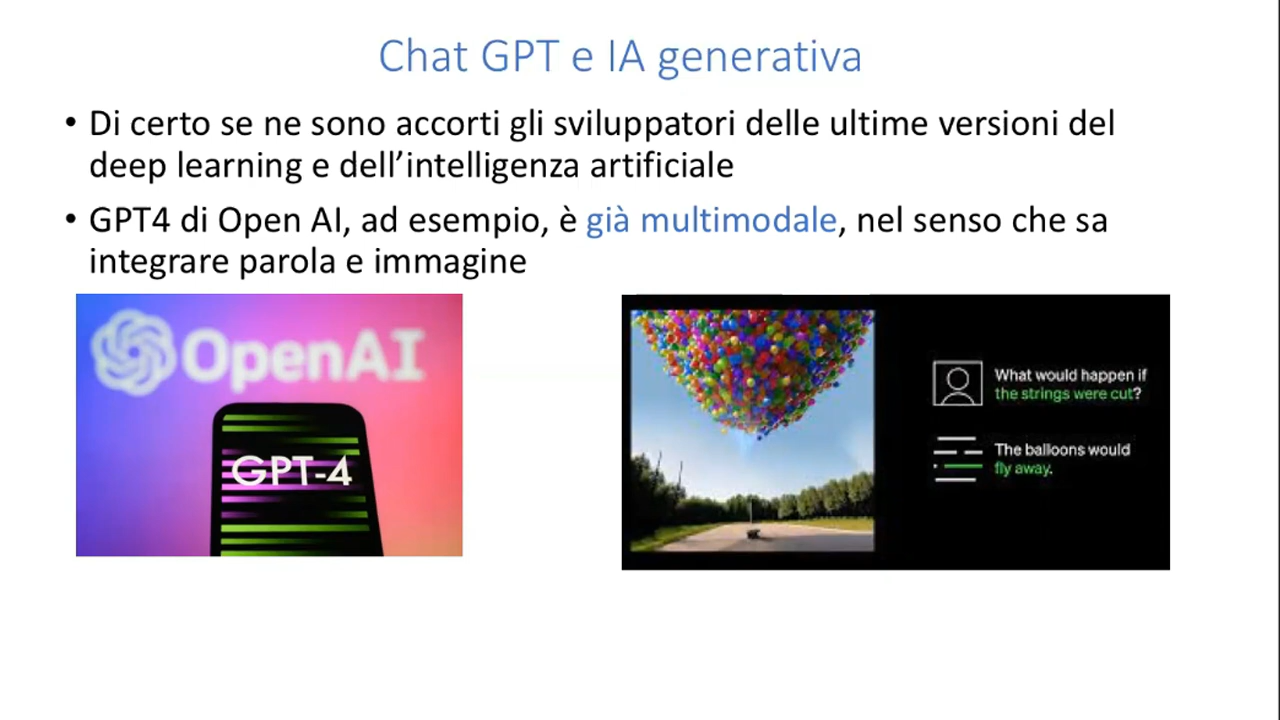 Chat GPT e IA generativa
• Di certo se ne sono accorti gli sviluppatori delle ultime versioni del
deep learning e dell’intelligenza artificiale
• GPT4 di Open AI, ad esempio, è già multimodale, nel senso che sa
integrare parola e immagine
OpenAI
GPT-4
What would happen if
the strings were cut?
The balloons would
fly away.